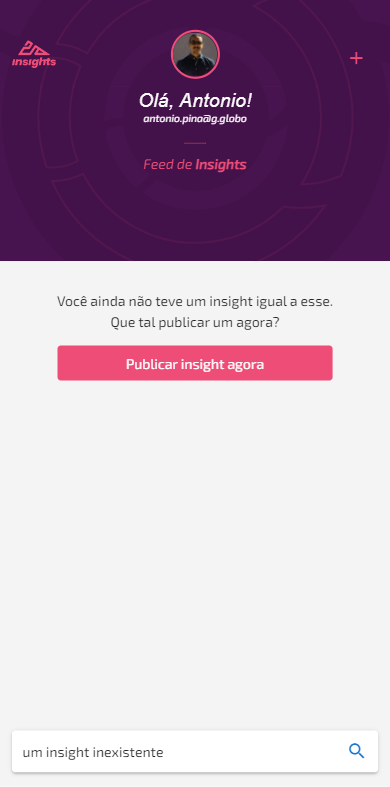 insights
Olá, Antonio!
antonio.pina@g.globo
Feed de Insights
Você ainda não teve um insight igual a esse.
Que tal publicar um agora?
Publicar insight agora
um insight inexistente